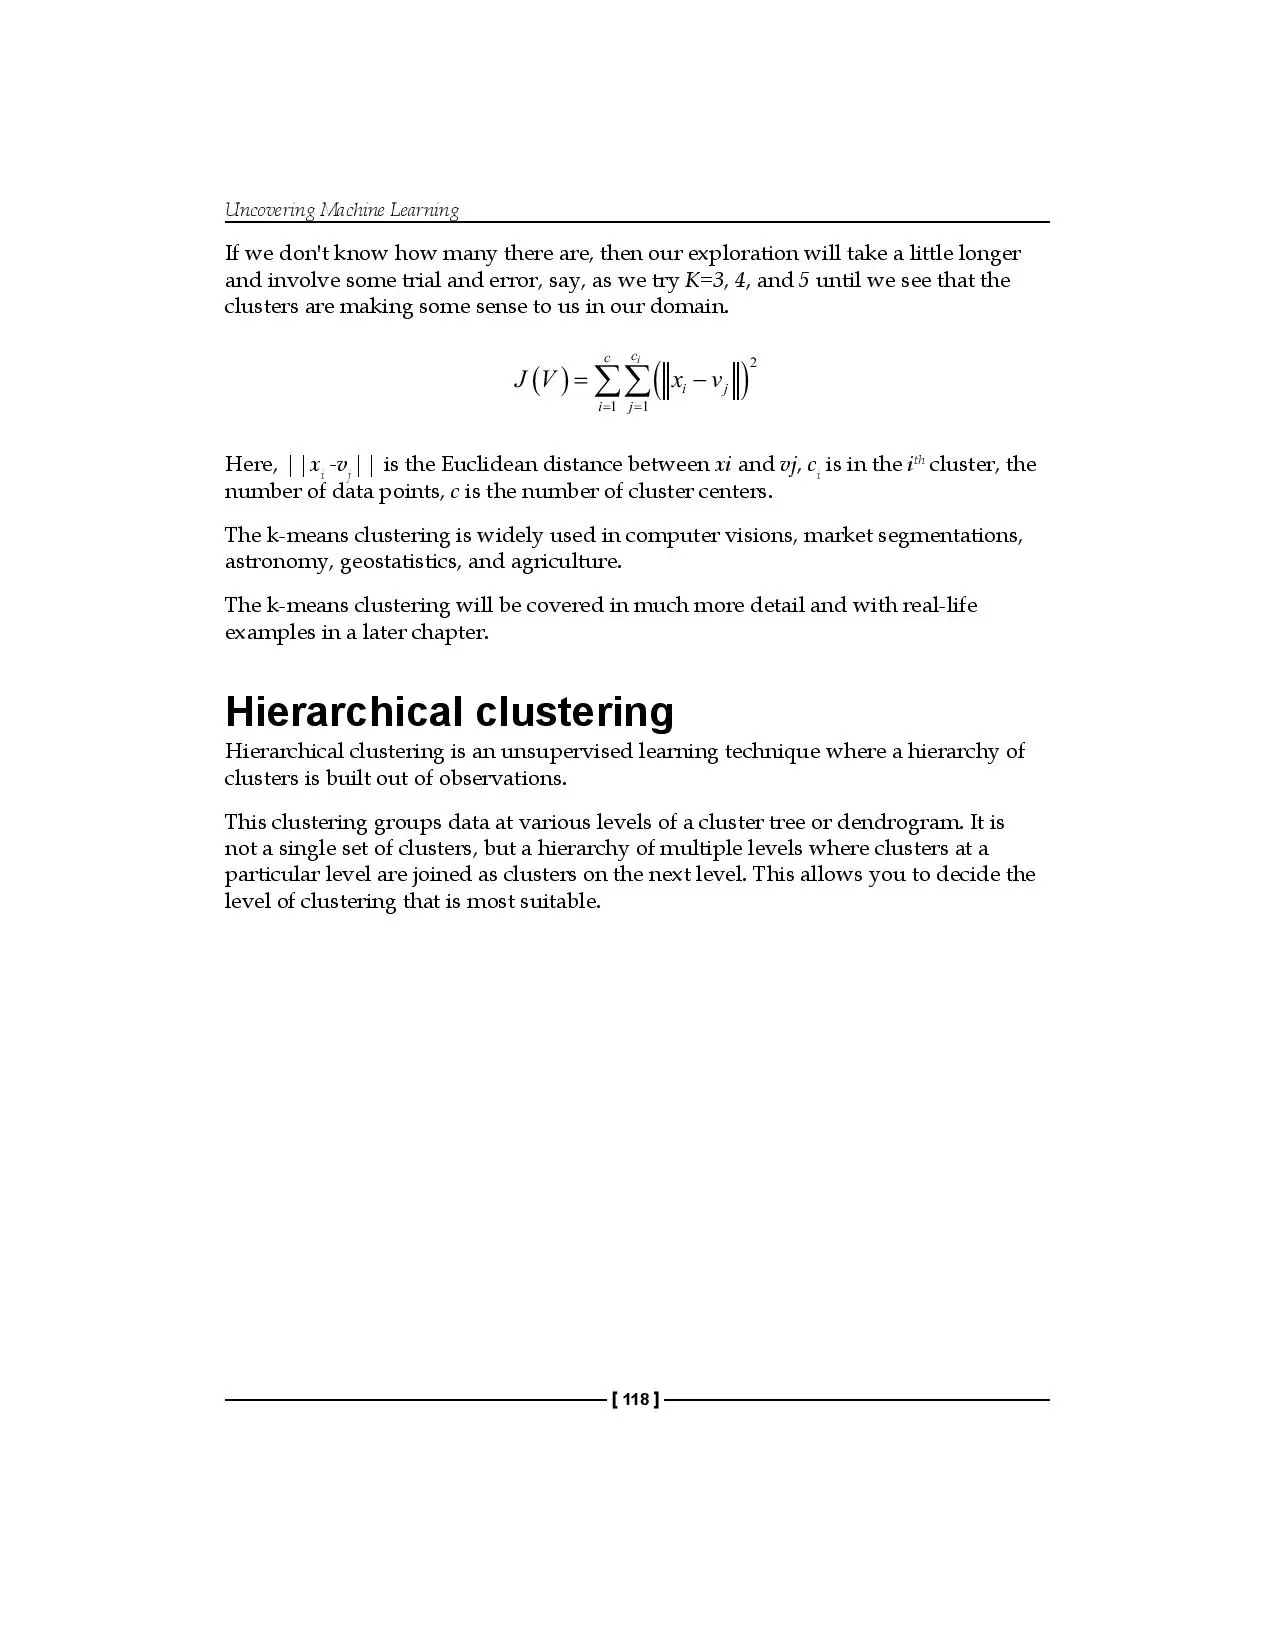 Uncovering Machine Learning
If we don't know how many there are, then our exploration will take a little longer
and involve some trial and error, say, as we try K=3, 4, and 5 until we see that the
clusters are making some sense to us in our domain.
J(V) = ∑_{i=1}^{c} ∑_{j=1}^{c_i} (‖x_i − v_j‖)^2
Here, ||x_i -v_j|| is the Euclidean distance between xi and vj, c_i is in the i^th cluster, the
number of data points, c is the number of cluster centers.
The k-means clustering is widely used in computer visions, market segmentations,
astronomy, geostatistics, and agriculture.
The k-means clustering will be covered in much more detail and with real-life
examples in a later chapter.
Hierarchical clustering
Hierarchical clustering is an unsupervised learning technique where a hierarchy of
clusters is built out of observations.
This clustering groups data at various levels of a cluster tree or dendrogram. It is
not a single set of clusters, but a hierarchy of multiple levels where clusters at a
particular level are joined as clusters on the next level. This allows you to decide the
level of clustering that is most suitable.
[ 118 ]